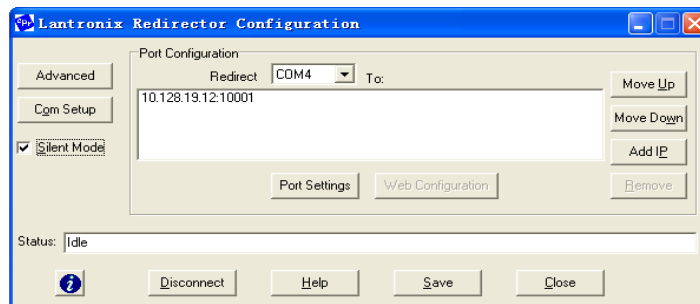 cpr Lantronix Redirector Configuration
Port Configuration
Advanced
Redirect COM4 To:
Move Up
10.128.19.12:10001
Com Setup
Move Down
Silent Mode
Add IP
Port Settings Web Configuration Remove
Status: Idle
Disconnect Help Save Close